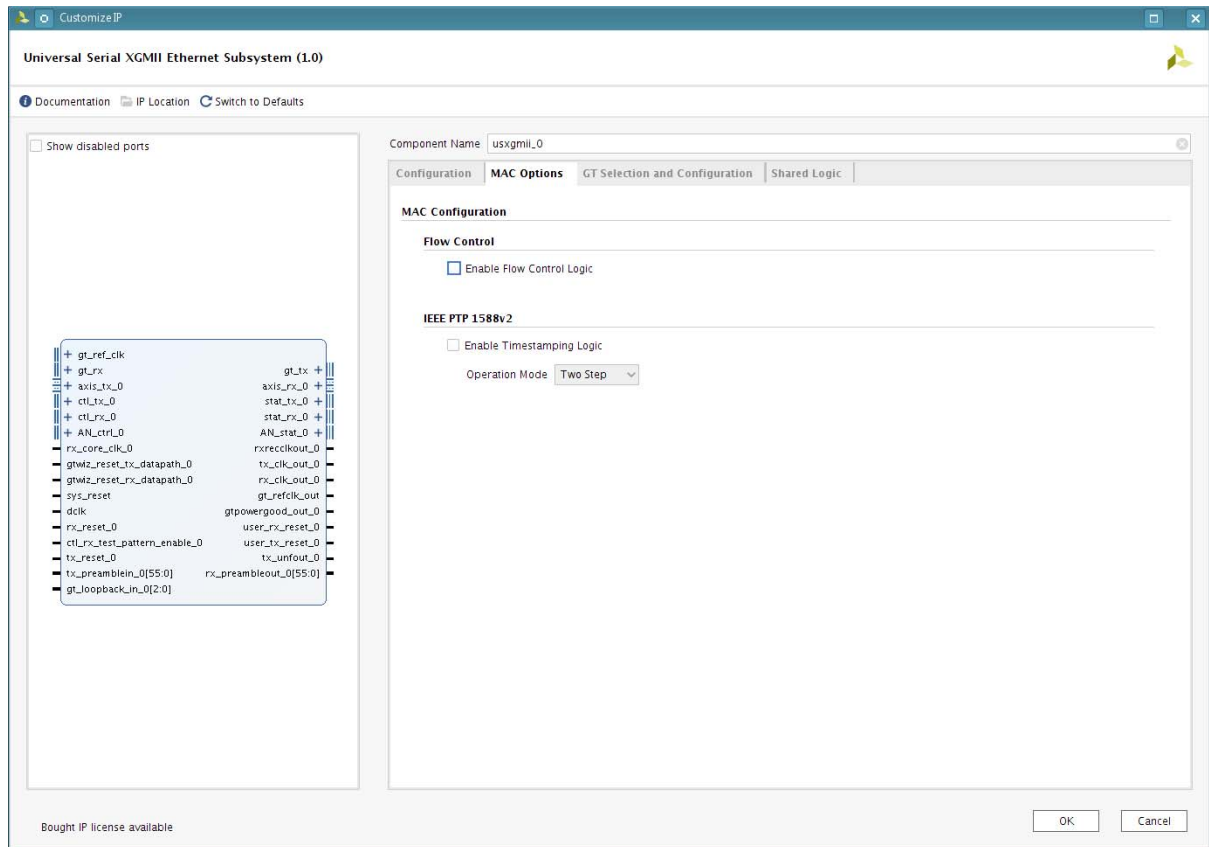 Customize IP
Universal Serial XGMII Ethernet Subsystem (1.0)
Documentation IP Location Switch to Defaults
Show disabled ports
+ gt_ref_clk
+ gt_rx gt_tx +
+ axis_tx_0 axis_rx_0 +
+ ctl_tx_0 stat_tx_0 +
+ ctl_rx_0 stat_rx_0 +
+ AN_ctrl_0 AN_stat_0 +
rx_core_clk_0 rxrecclkout_0
gtwiz_reset_tx_datapath_0 tx_clk_out_0
gtwiz_reset_rx_datapath_0 rx_clk_out_0
sys_reset gt_refclk_out
dclk gtpowergood_out_0
rx_reset_0 user_rx_reset_0
ctl_rx_test_pattern_enable_0 user_tx_reset_0
tx_reset_0 tx_unfout_0
tx_preamblein_0[55:0] rx_preambleout_0[55:0]
gt_loopback_in_0[2:0]
Component Name usxgmii_0
Configuration MAC Options GT Selection and Configuration Shared Logic
MAC Configuration
Flow Control
Enable Flow Control Logic
IEEE PTP 1588v2
Enable Timestamping Logic
Operation Mode Two Step
Bought IP license available
OK Cancel